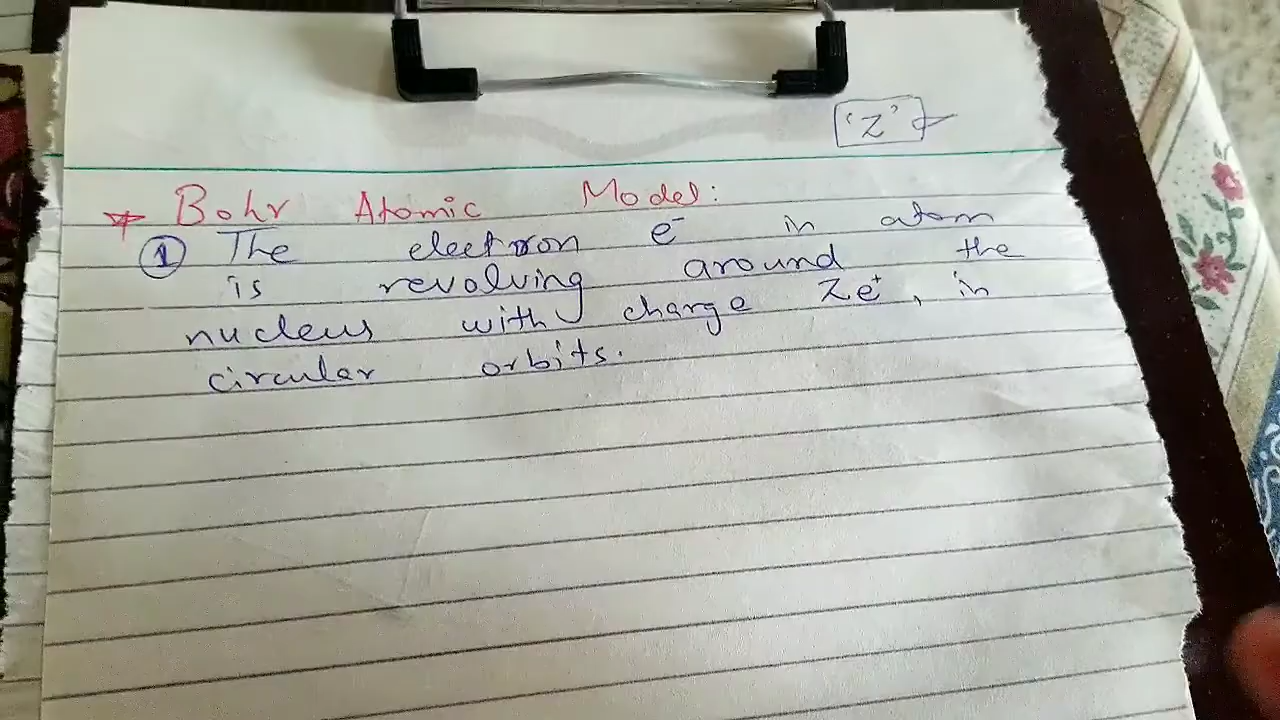 'Z'
Bohr Atomic Model:
① The electron e⁻ in atom
is revolving around the
nucleus with charge Ze⁺, in
circular orbits.